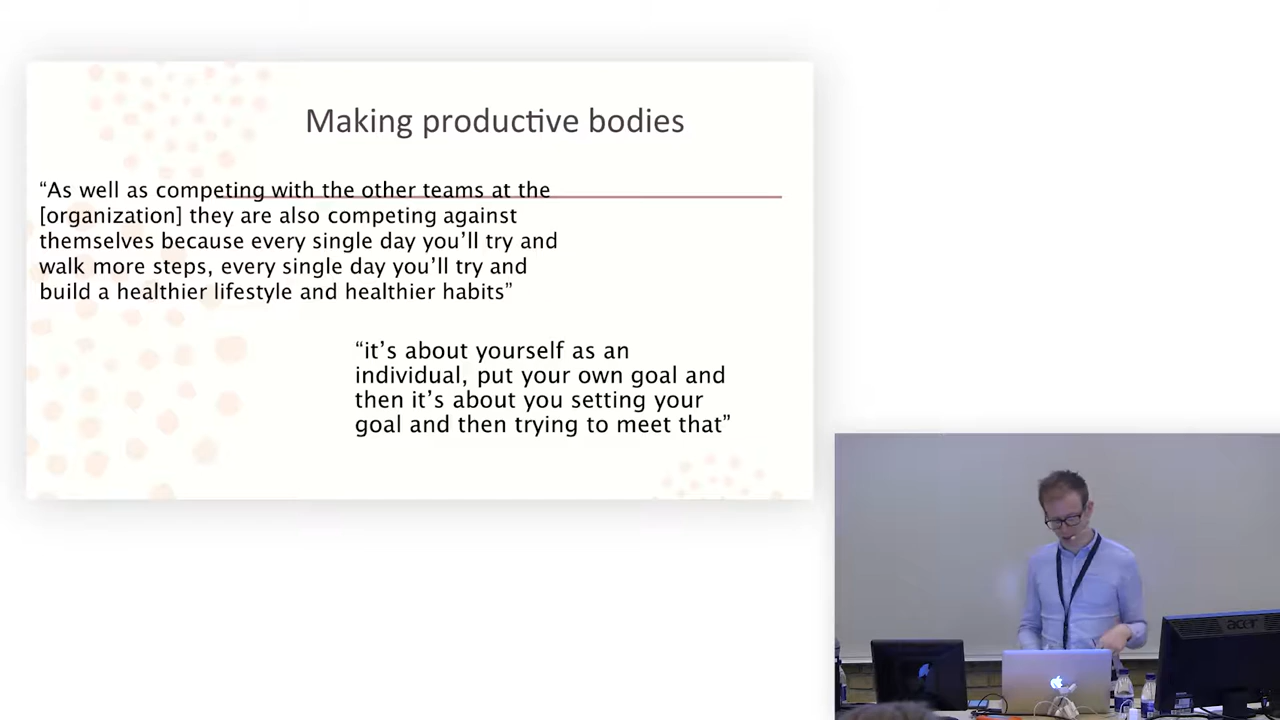 Making productive bodies
“As well as competing with the other teams at the
[organization] they are also competing against
themselves because every single day you’ll try and
walk more steps, every single day you’ll try and
build a healthier lifestyle and healthier habits”
“it’s about yourself as an
individual, put your own goal and
then it’s about you setting your
goal and then trying to meet that”
acer